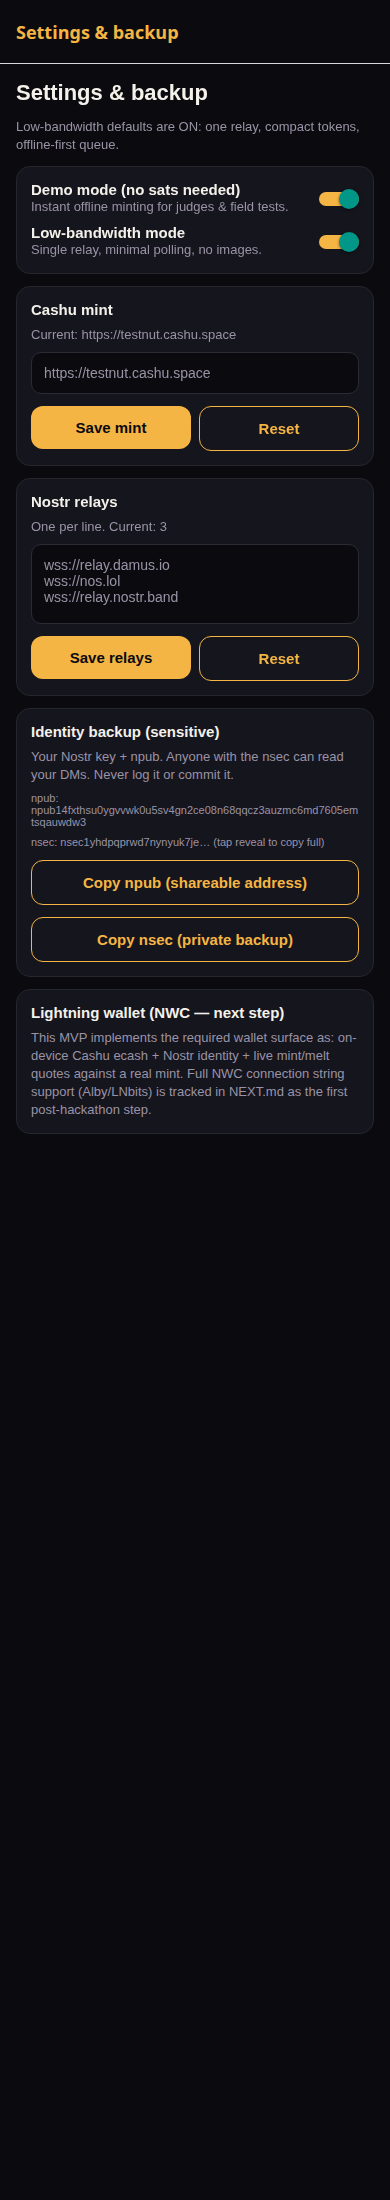 Settings & backup
Settings & backup
Low-bandwidth defaults are ON: one relay, compact tokens,
offline-first queue.
Demo mode (no sats needed)
Instant offline minting for judges & field tests.
Low-bandwidth mode
Single relay, minimal polling, no images.
Cashu mint
Current: https://testnut.cashu.space
https://testnut.cashu.space
Save mint
Reset
Nostr relays
One per line. Current: 3
wss://relay.damus.io
wss://nos.lol
wss://relay.nostr.band
Save relays
Reset
Identity backup (sensitive)
Your Nostr key + npub. Anyone with the nsec can read
your DMs. Never log it or commit it.
npub:
npub14fxthsu0ygvvwk0u5sv4gn2ce08n68qqcz3auzmc6md7605em
tsqauwdw3
nsec: nsec1yhdpqprwd7nynyuk7je… (tap reveal to copy full)
Copy npub (shareable address)
Copy nsec (private backup)
Lightning wallet (NWC — next step)
This MVP implements the required wallet surface as: on-
device Cashu ecash + Nostr identity + live mint/melt
quotes against a real mint. Full NWC connection string
support (Alby/LNbits) is tracked in NEXT.md as the first
post-hackathon step.